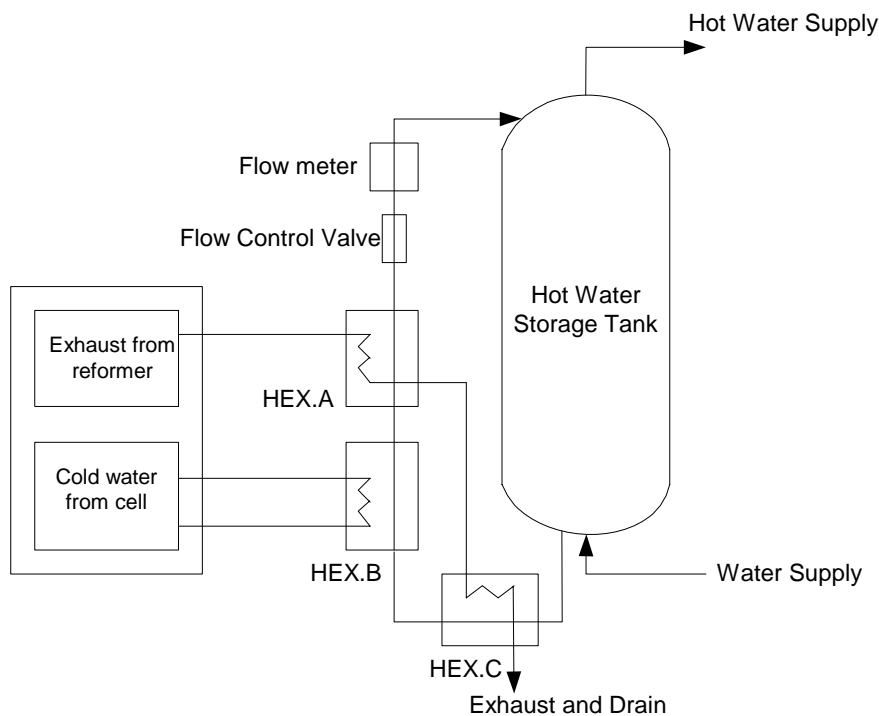 Hot Water Supply
Flow meter
Flow Control Valve
Hot Water
Storage Tank
Exhaust from
reformer
HEX.A
Cold water
from cell
HEX.B
Water Supply
HEX.C
Exhaust and Drain